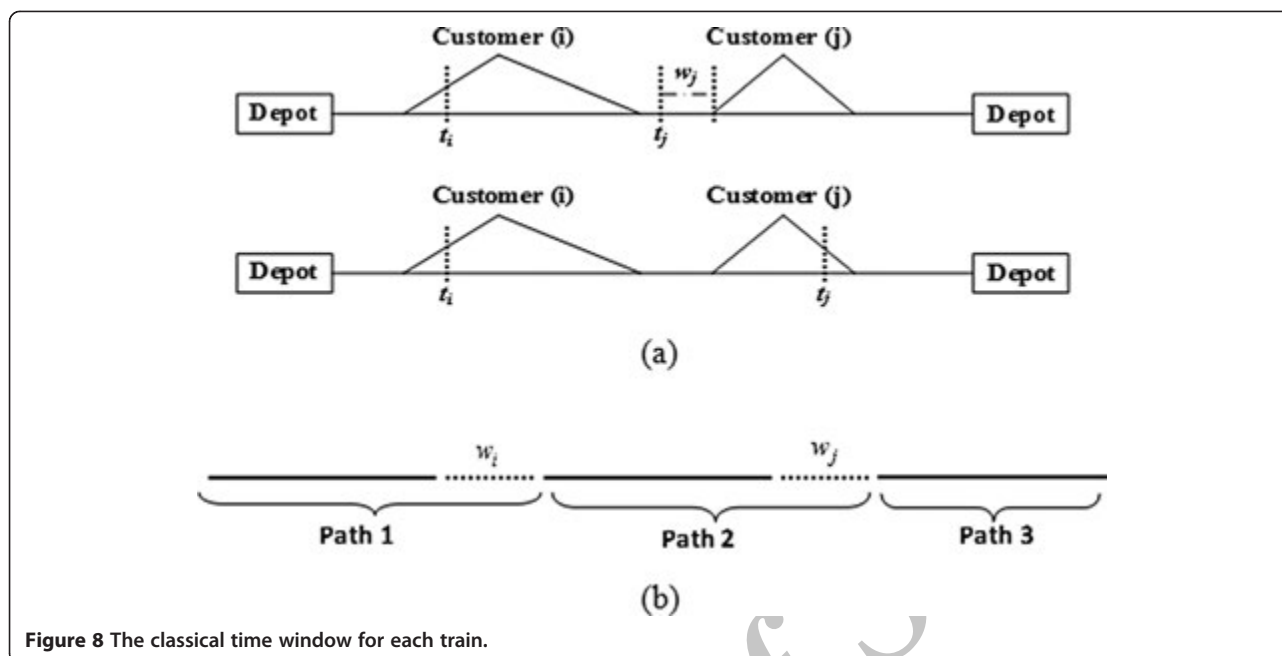 Customer (i) Customer (j)
w_j
Depot Depot
t_i t_j
Customer (i) Customer (j)
Depot Depot
t_i t_j
(a)
w_i w_j
Path 1 Path 2 Path 3
(b)
Figure 8 The classical time window for each train.